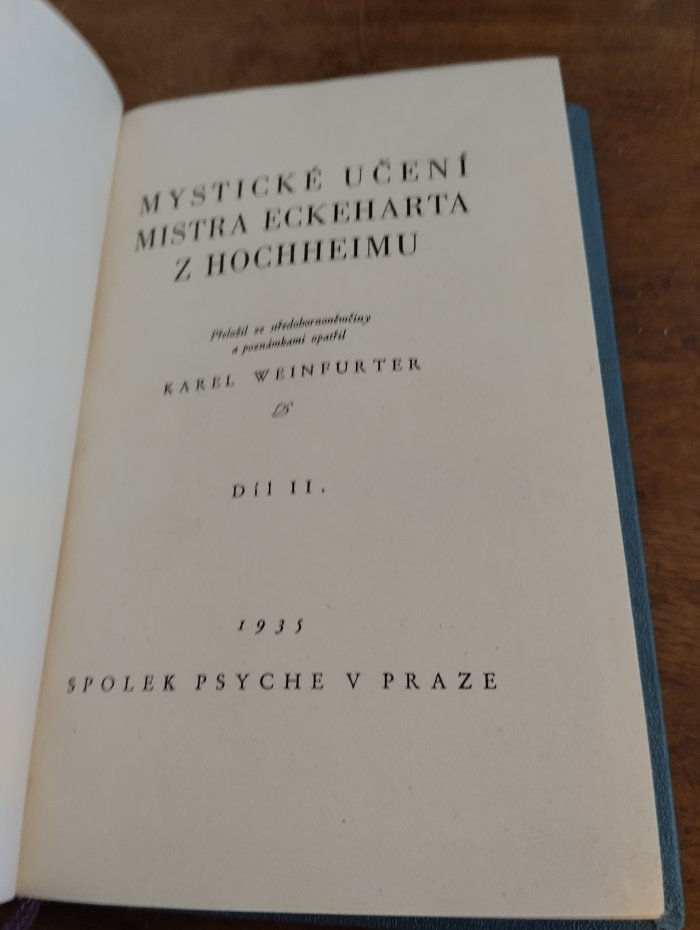 MYSTICKÉ UČENÍ
MISTRA ECKEHARTA
Z HOCHHEIMU
Přeložil ze středohornoněmčiny
a poznámkami opatřil
KAREL WEINFURTER
Díl II.
1935
SPOLEK PSYCHE V PRAZE